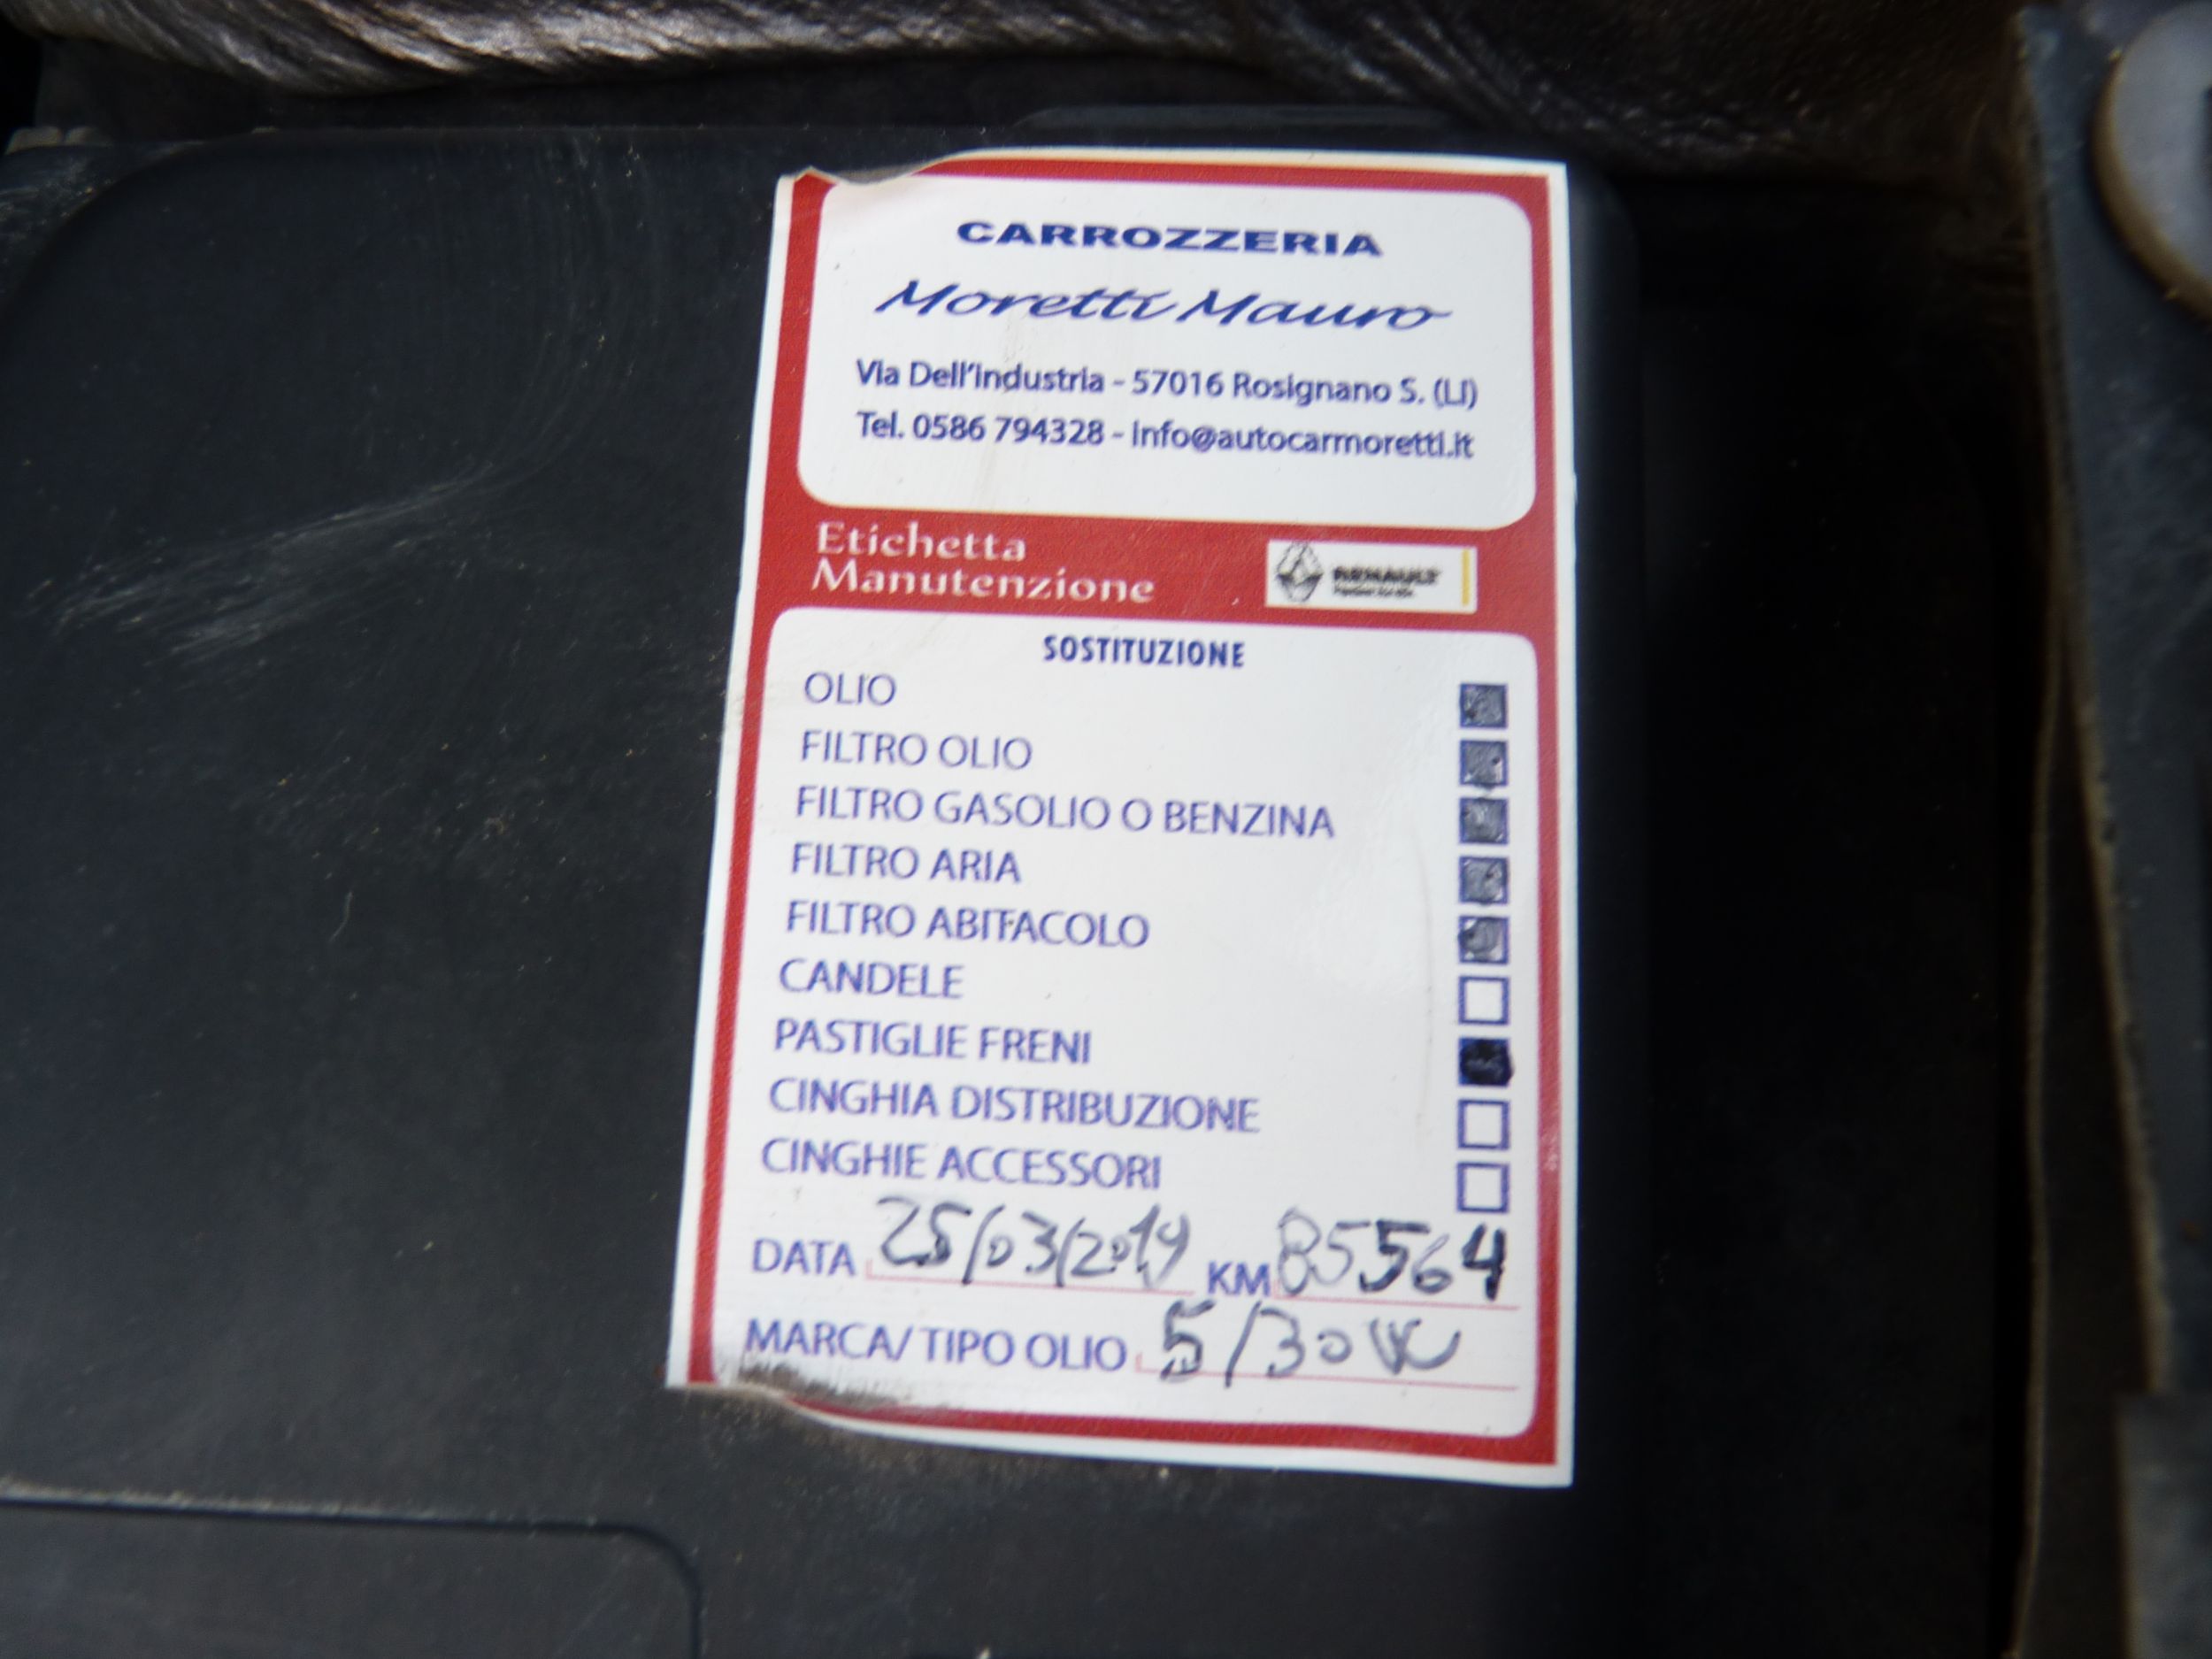 CARROZZERIA
Moretti Mauro
Via Dell'industria - 57016 Rosignano S. (LI)
Tel. 0586 794328 - info@autocarmoretti.it
Etichetta
Manutenzione
RENAULT
SOSTITUZIONE
OLIO
FILTRO OLIO
FILTRO GASOLIO O BENZINA
FILTRO ARIA
FILTRO ABITACOLO
CANDELE
PASTIGLIE FRENI
CINGHIA DISTRIBUZIONE
CINGHIE ACCESSORI
DATA 25/03/2019 KM 85564
MARCA/ TIPO OLIO 5/30 W